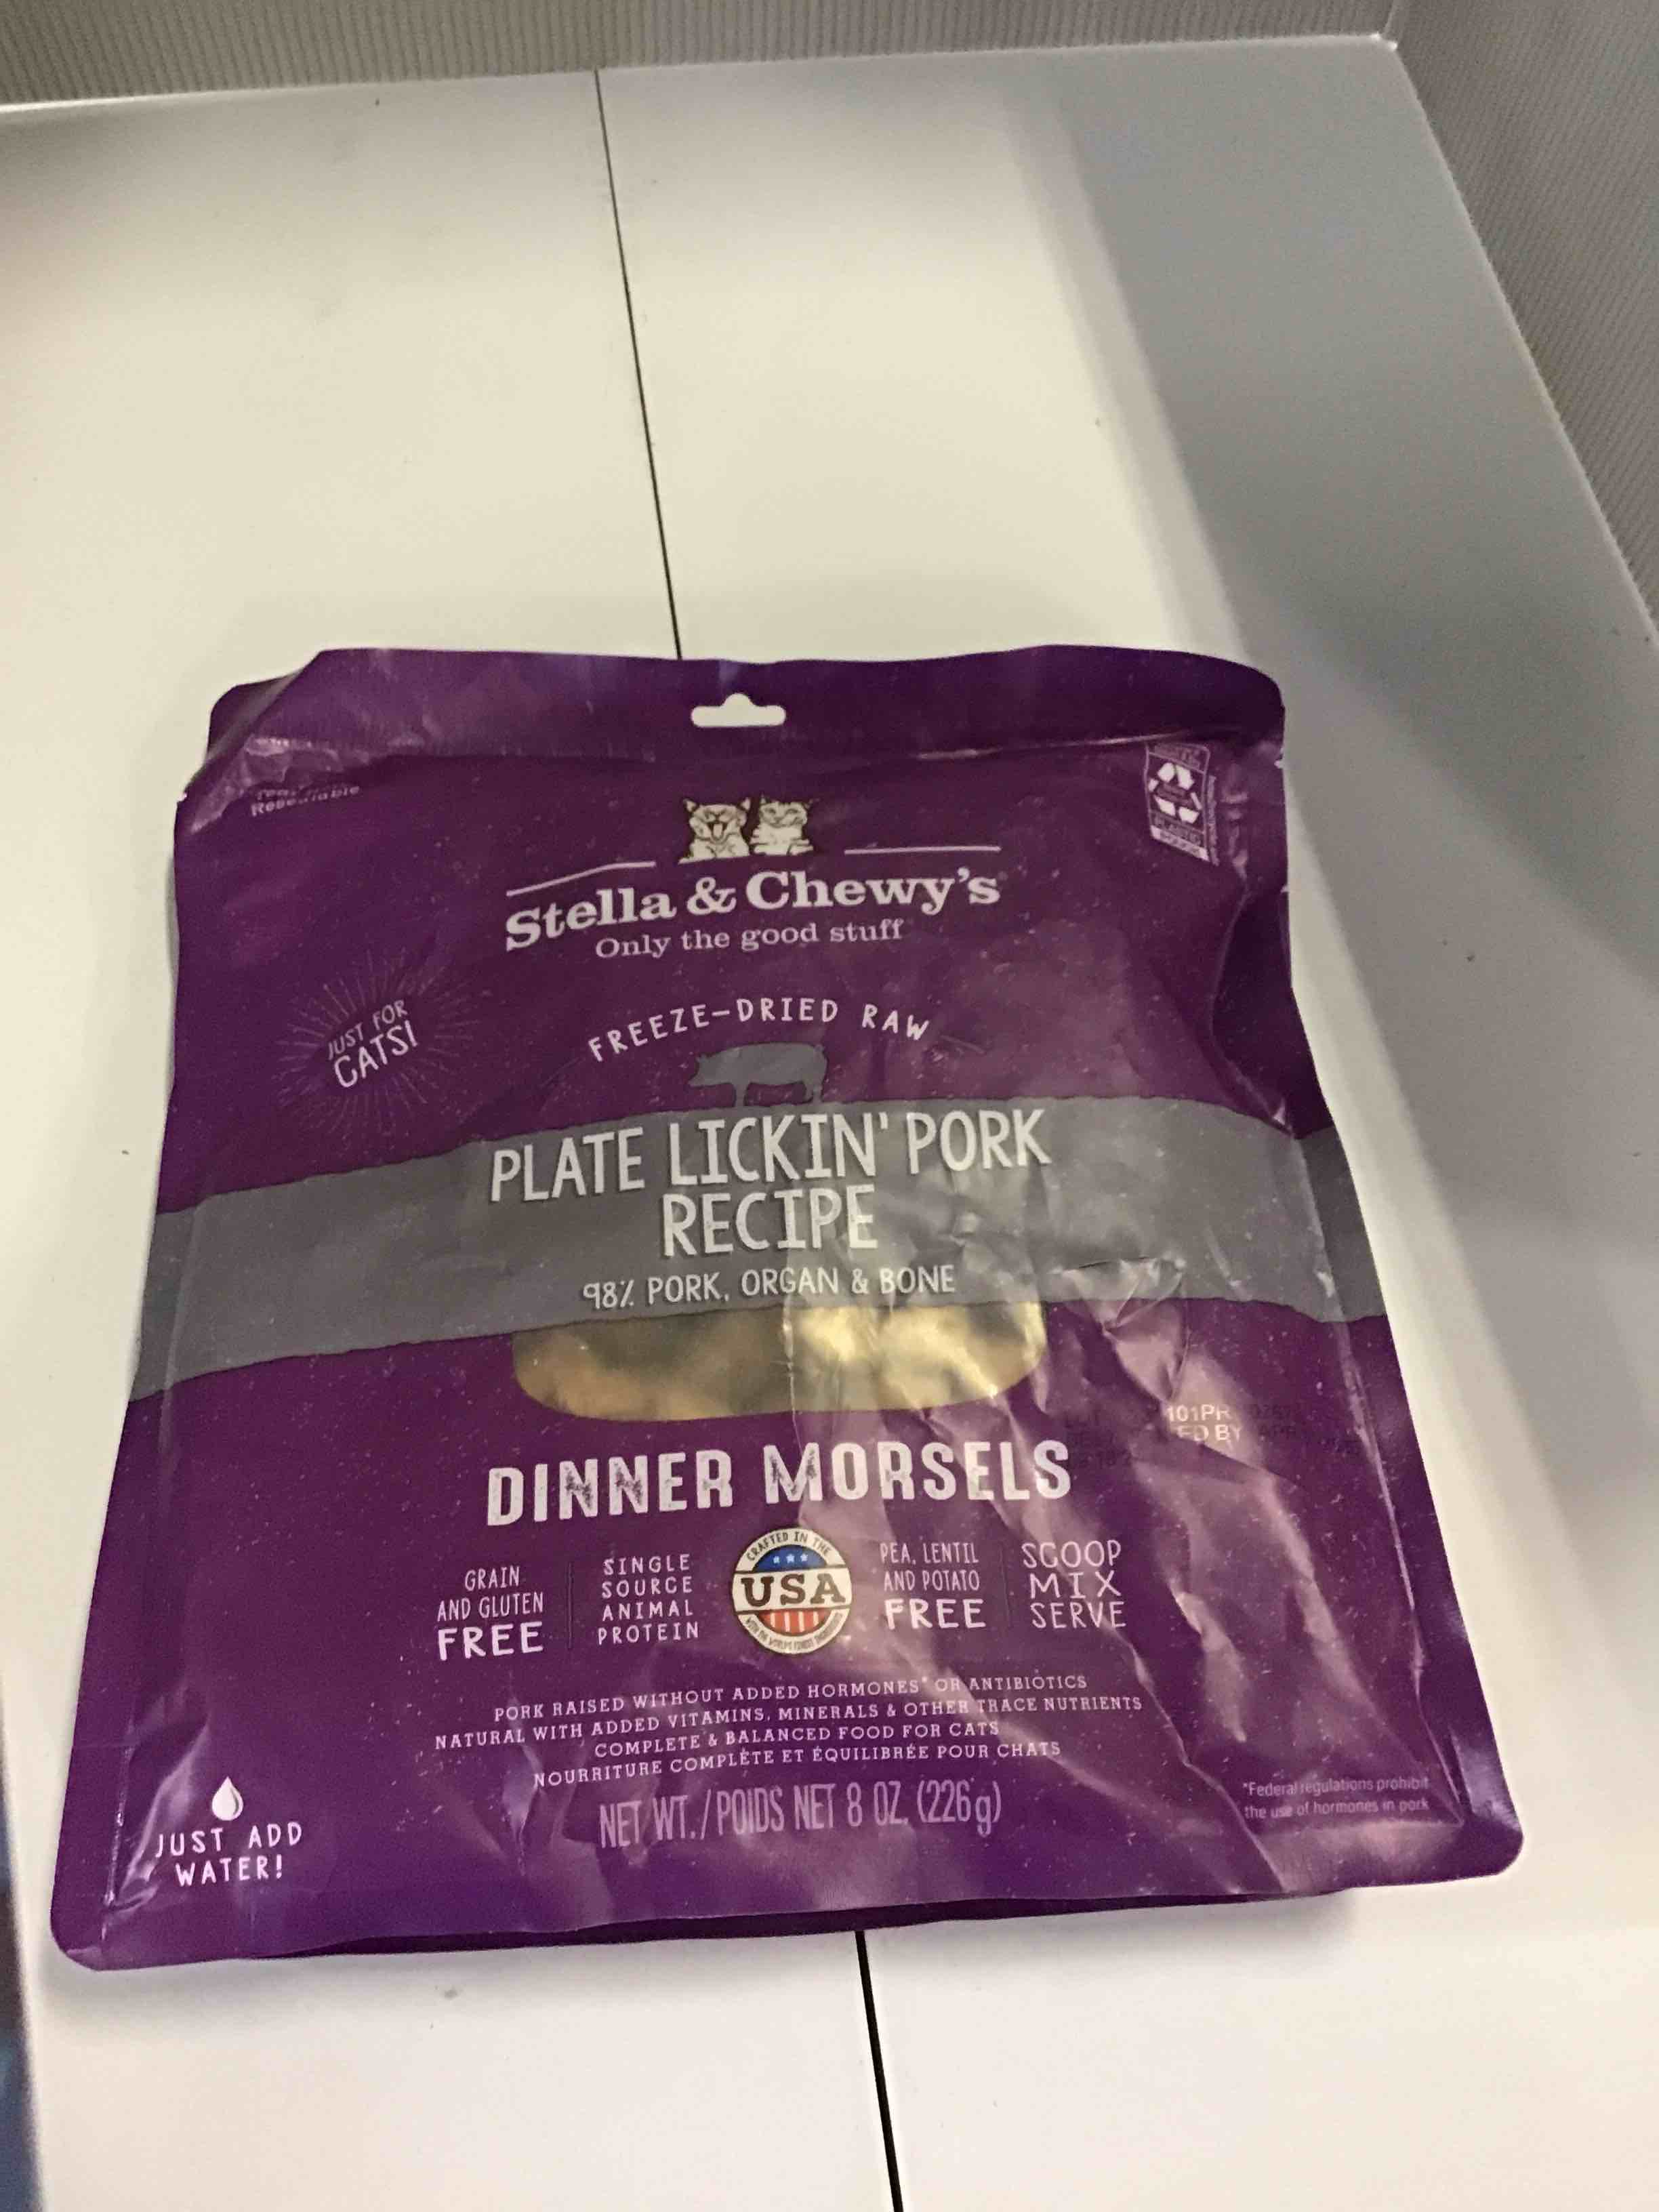 Resealable
Stella & Chewy's
Only the good stuff
JUST FOR
CATS!
FREEZE-DRIED RAW
PLATE LICKIN' PORK
RECIPE
98% PORK, ORGAN & BONE
101PR
ED BY
DINNER MORSELS
GRAIN
AND GLUTEN
FREE
SINGLE
SOURCE
ANIMAL
PROTEIN
CRAFTED IN THE
USA
PEA, LENTIL
AND POTATO
FREE
SCOOP
MIX
SERVE
PORK RAISED WITHOUT ADDED HORMONES* OR ANTIBIOTICS
NATURAL WITH ADDED VITAMINS, MINERALS & OTHER TRACE NUTRIENTS
COMPLETE & BALANCED FOOD FOR CATS
NOURRITURE COMPLÈTE ET ÉQUILIBRÉE POUR CHATS
NET WT./POIDS NET 8 OZ. (226g)
JUST ADD
WATER!
*Federal regulations prohibit
the use of hormones in pork